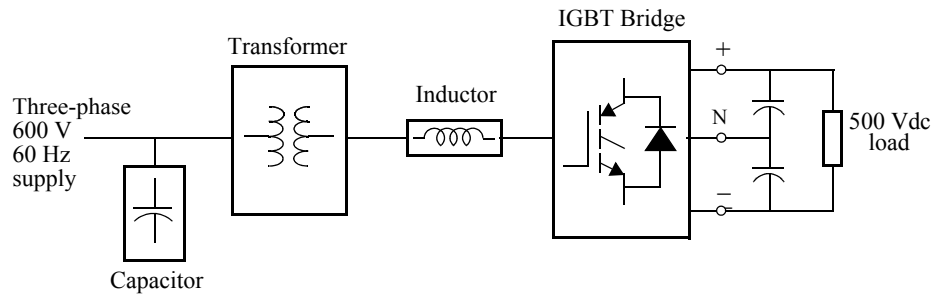 IGBT Bridge
Transformer
Inductor
Three-phase
600 V
60 Hz
supply
+
N
−
500 Vdc
load
Capacitor